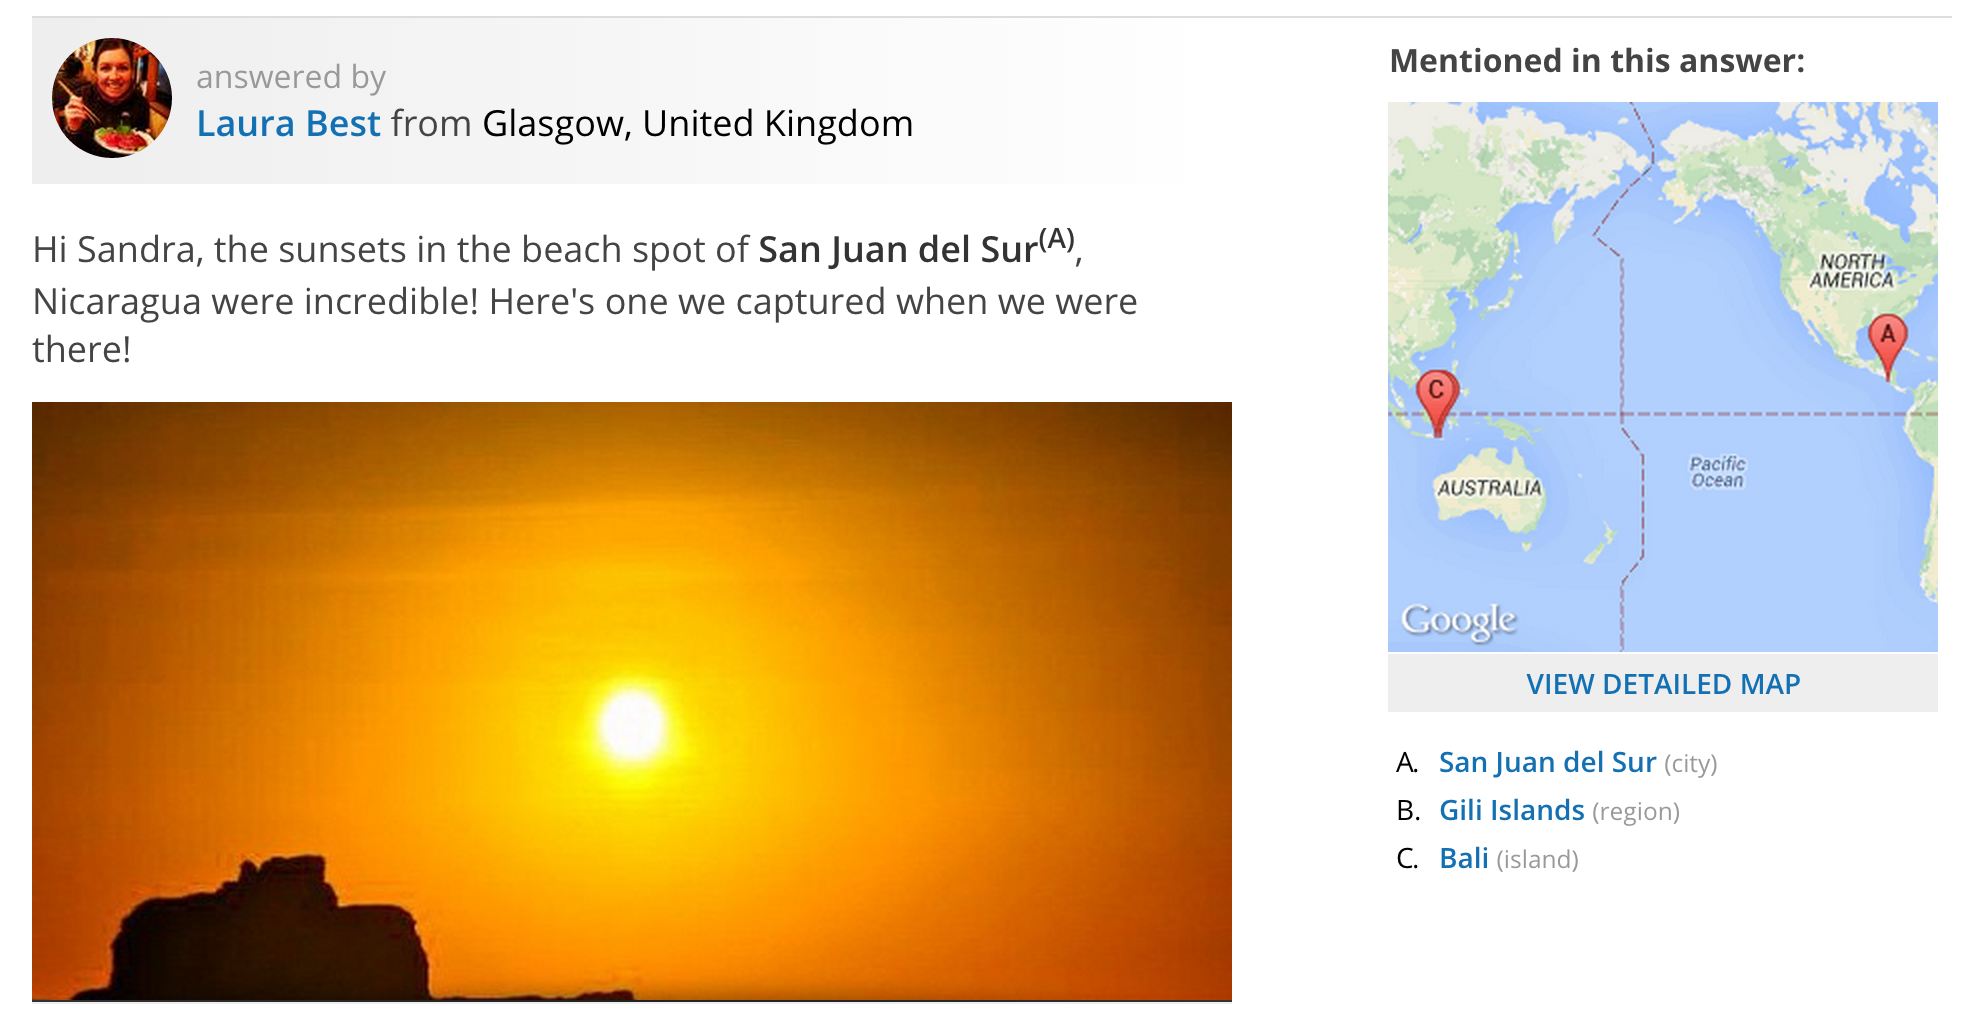 answered by
Laura Best from Glasgow, United Kingdom
Hi Sandra, the sunsets in the beach spot of San Juan del Sur(A),
Nicaragua were incredible! Here's one we captured when we were
there!
Mentioned in this answer:
NORTH
AMERICA
A
C
AUSTRALIA
Pacific
Ocean
Google
VIEW DETAILED MAP
A. San Juan del Sur (city)
B. Gili Islands (region)
C. Bali (island)